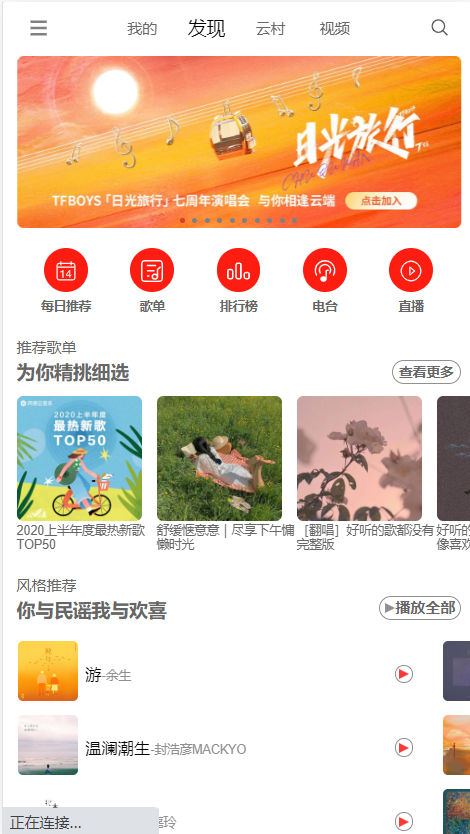 我的 发现 云村 视频
日光旅行
TFBOYS「日光旅行」七周年演唱会 与你相逢云端 点击加入
14
每日推荐 歌单 排行榜 电台 直播
推荐歌单
为你精挑细选 查看更多
网易云音乐
2020上半年度
最热新歌
TOP50
2020上半年度最热新歌TOP50
舒缓惬意意｜尽享下午慵懒时光
［翻唱］好听的歌都没有完整版
好听的
像喜欢
风格推荐
你与民谣我与欢喜 ▶播放全部
游-余生
温澜潮生-封浩彦MACKYO
正在连接...
玲